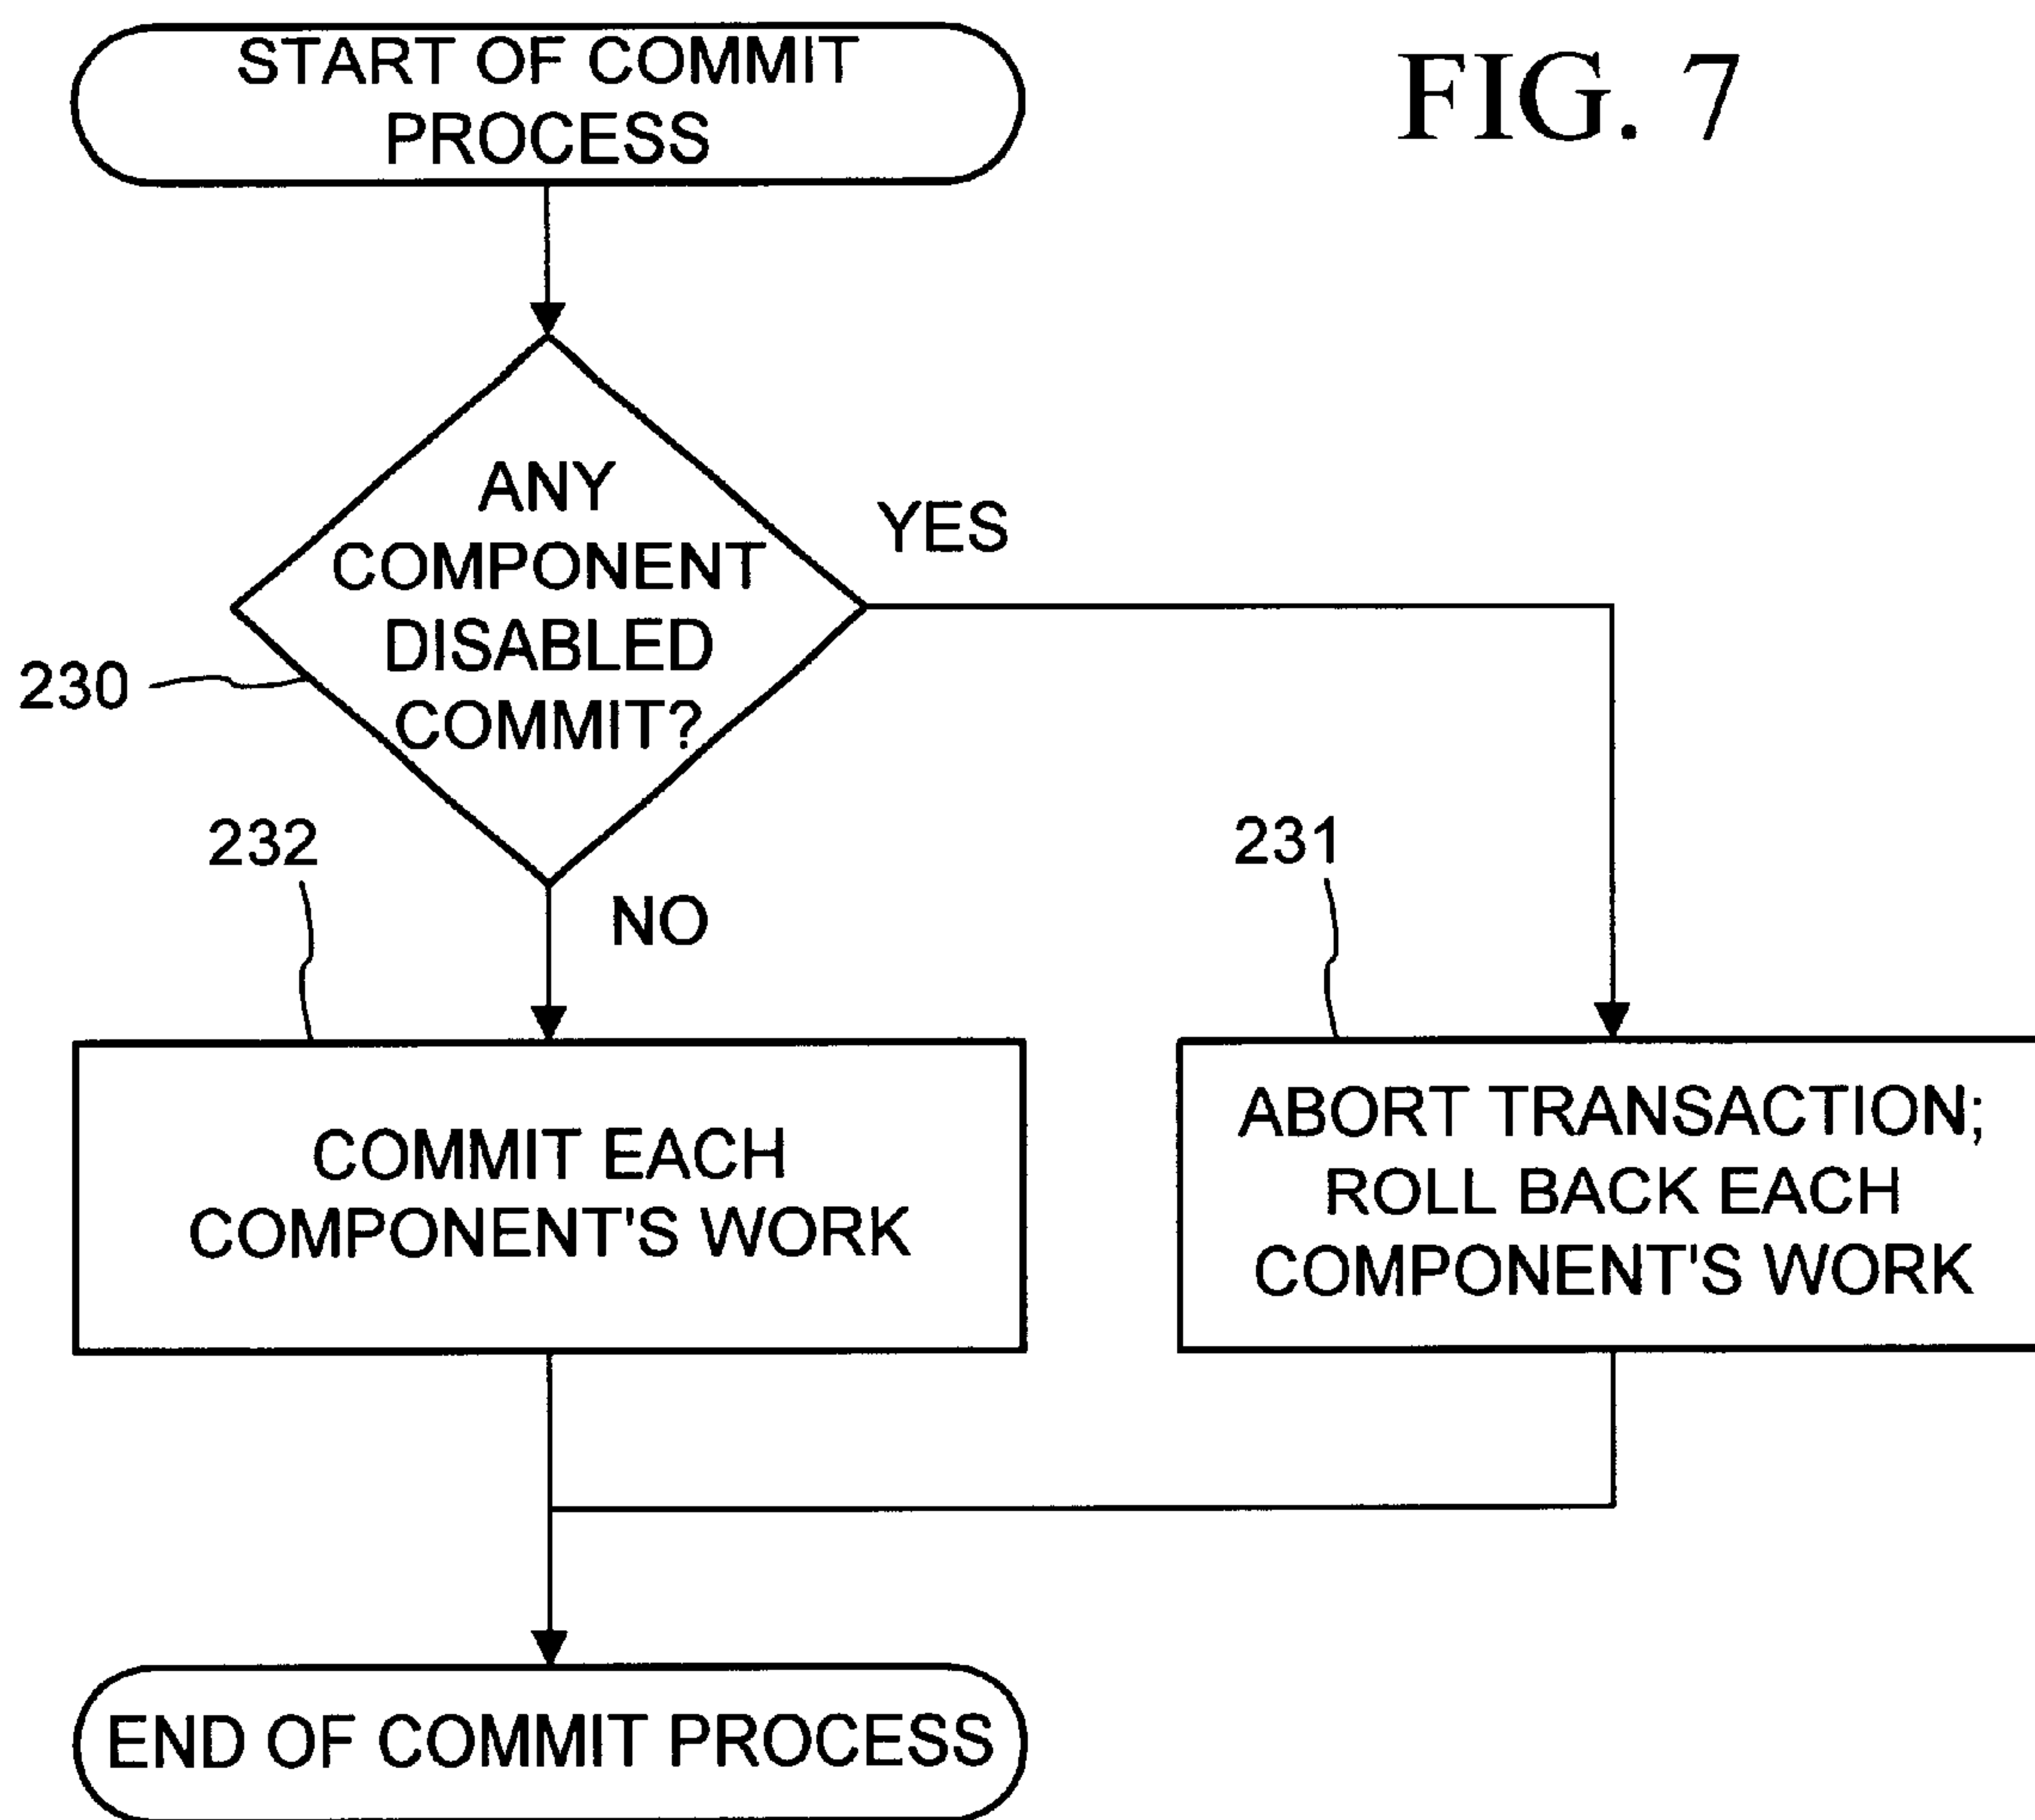 START OF COMMIT
PROCESS
FIG. 7
ANY
COMPONENT
DISABLED
COMMIT?
YES
230
232
231
NO
COMMIT EACH
COMPONENT'S WORK
ABORT TRANSACTION;
ROLL BACK EACH
COMPONENT'S WORK
END OF COMMIT PROCESS